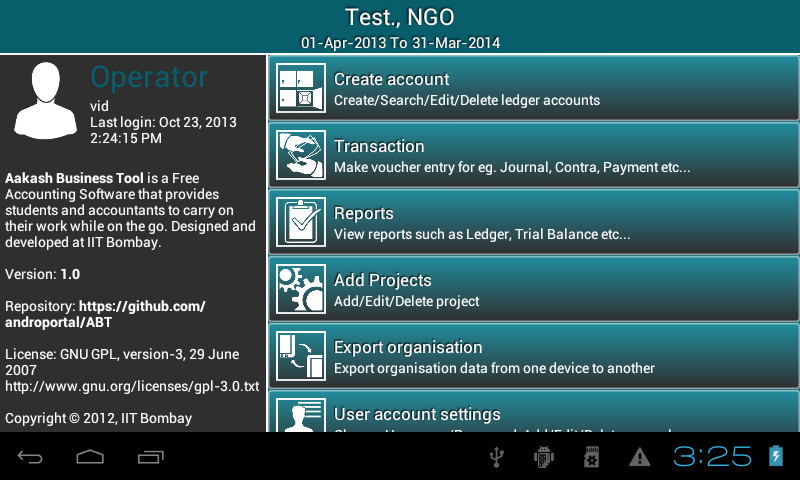 Test., NGO
01-Apr-2013 To 31-Mar-2014
Operator
vid
Last login: Oct 23, 2013
2:24:15 PM
Aakash Business Tool is a Free
Accounting Software that provides
students and accountants to carry on
their work while on the go. Designed and
developed at IIT Bombay.
Version: 1.0
Repository: https://github.com/
androportal/ABT
License: GNU GPL, version-3, 29 June
2007
http://www.gnu.org/licenses/gpl-3.0.txt
Copyright © 2012, IIT Bombay
Create account
Create/Search/Edit/Delete ledger accounts
Transaction
Make voucher entry for eg. Journal, Contra, Payment etc...
Reports
View reports such as Ledger, Trial Balance etc...
Add Projects
Add/Edit/Delete project
Export organisation
Export organisation data from one device to another
User account settings
3:25